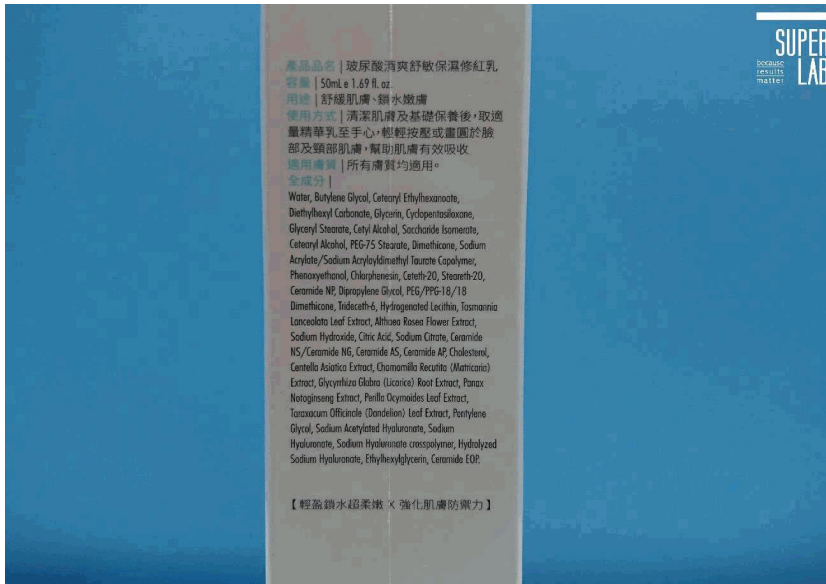 產品品名 | 玻尿酸清爽舒敏保濕修紅乳
容量 | 50mL e 1.69 fl. oz.
用途 | 舒緩肌膚、鎖水嫩膚
使用方式 | 清潔肌膚及基礎保養後，取適
量精華乳至手心，輕輕按壓或畫圓於臉
部及頸部肌膚，幫助肌膚有效吸收
適用膚質 | 所有膚質均適用。
全成分 |
Water, Butylene Glycol, Cetearyl Ethylhexanoate,
Diethylhexyl Carbonate, Glycerin, Cyclopentasiloxane,
Glyceryl Stearate, Cetyl Alcohol, Saccharide Isomerate,
Cetearyl Alcohol, PEG-75 Stearate, Dimethicone, Sodium
Acrylate/Sodium Acryloyldimethyl Taurate Copolymer,
Phenoxyethanol, Chlorphenesin, Ceteth-20, Steareth-20,
Ceramide NP, Dipropylene Glycol, PEG/PPG-18/18
Dimethicone, Trideceth-6, Hydrogenated Lecithin, Tasmannia
Lanceolata Leaf Extract, Althaea Rosea Flower Extract,
Sodium Hydroxide, Citric Acid, Sodium Citrate, Ceramide
NS/Ceramide NG, Ceramide AS, Ceramide AP, Cholesterol,
Centella Asiatica Extract, Chamomilla Recutita (Matricaria)
Extract, Glycyrrhiza Glabra (Licorice) Root Extract, Panax
Notoginseng Extract, Perilla Ocymoides Leaf Extract,
Taraxacum Officinale (Dandelion) Leaf Extract, Pentylene
Glycol, Sodium Acetylated Hyaluronate, Sodium
Hyaluronate, Sodium Hyaluronate crosspolymer, Hydrolyzed
Sodium Hyaluronate, Ethylhexylglycerin, Ceramide EOP.
【輕盈鎖水超柔嫩 X 強化肌膚防禦力】
SUPER
because
results
matter
LAB